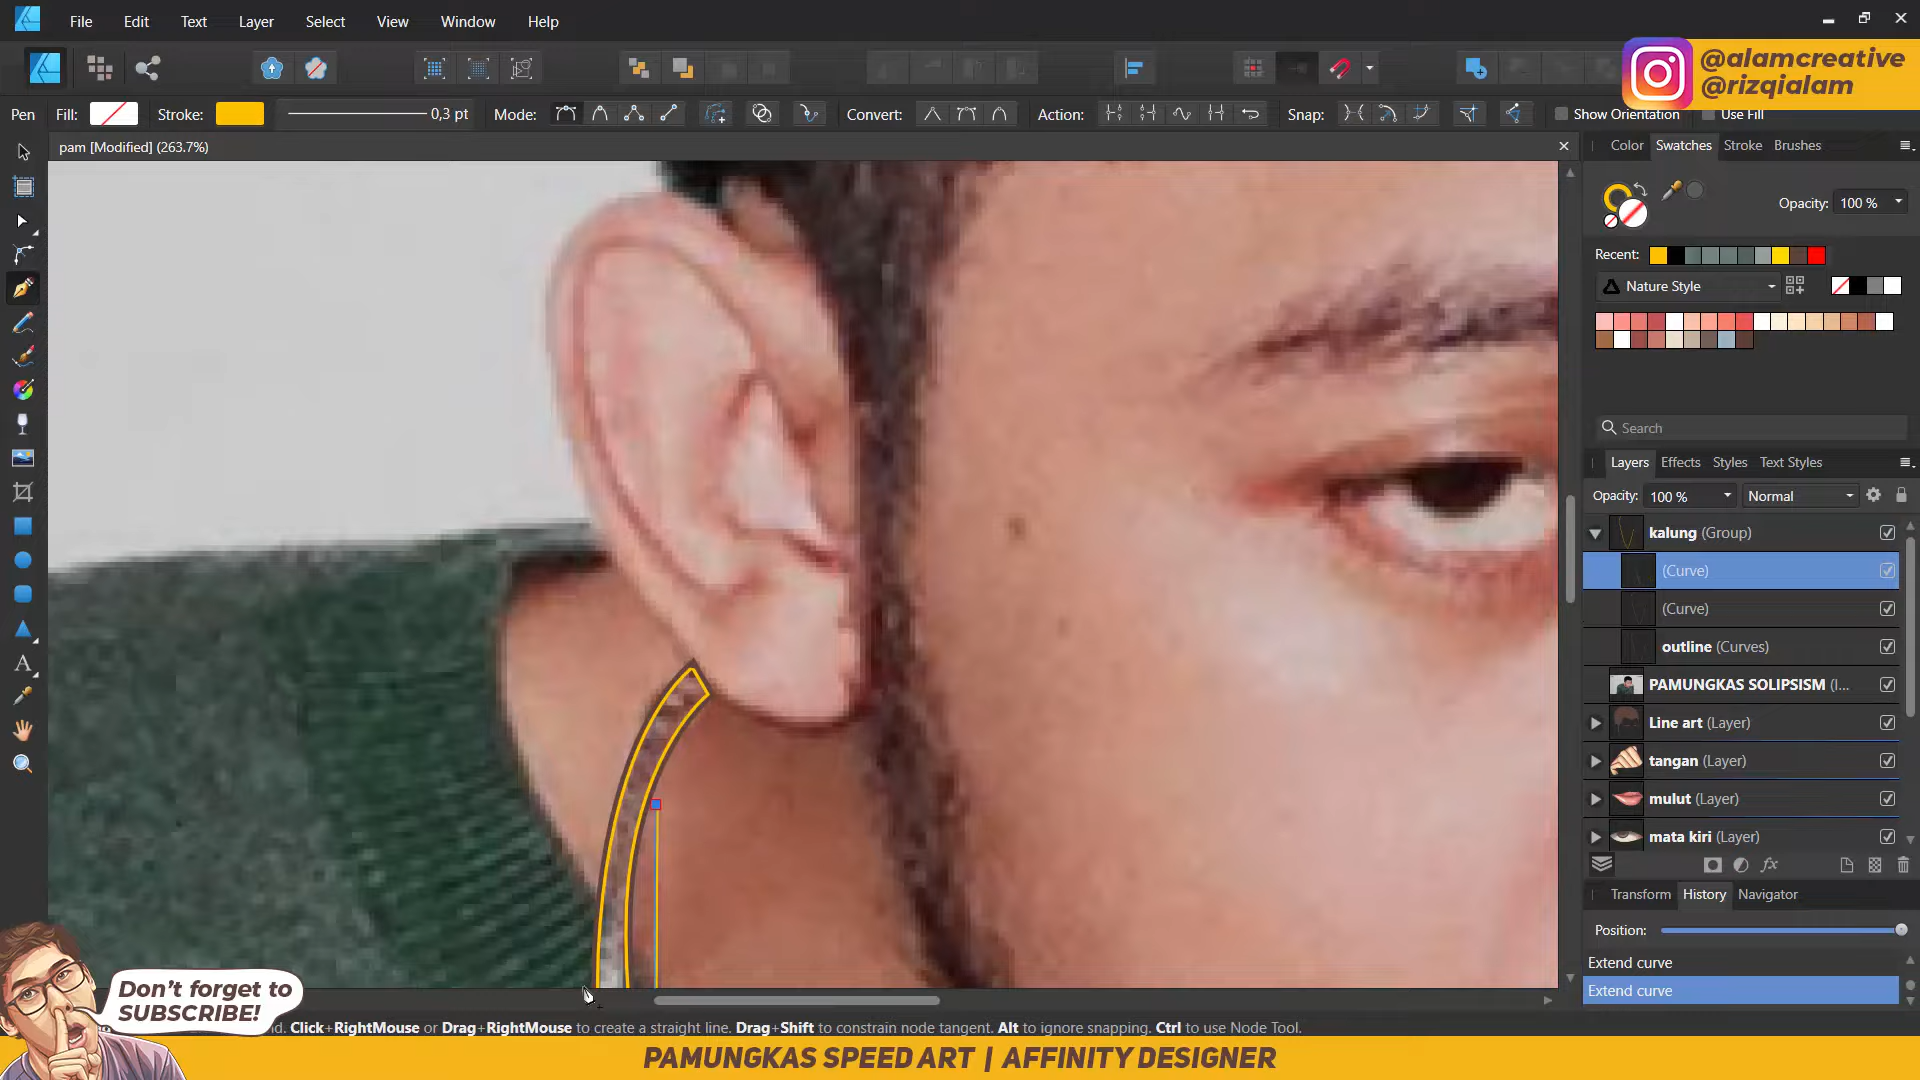 File Edit Text Layer Select View Window Help
@alamcreative
@rizqialam
Pen Fill: Stroke: 0,3 pt Mode: Convert: Action: Snap: Show Orientation Use Fill
pam [Modified] (263.7%)
Color Swatches Stroke Brushes
Opacity: 100 %
Recent:
Nature Style
Search
Layers Effects Styles Text Styles
Opacity: 100 % Normal
kalung (Group)
(Curve)
(Curve)
outline (Curves)
PAMUNGKAS SOLIPSISM (I...
Line art (Layer)
tangan (Layer)
mulut (Layer)
mata kiri (Layer)
Transform History Navigator
Position:
Extend curve
Extend curve
Don't forget to
SUBSCRIBE!
Click+RightMouse or Drag+RightMouse to create a straight line. Drag+Shift to constrain node tangent. Alt to ignore snapping. Ctrl to use Node Tool.
PAMUNGKAS SPEED ART | AFFINITY DESIGNER